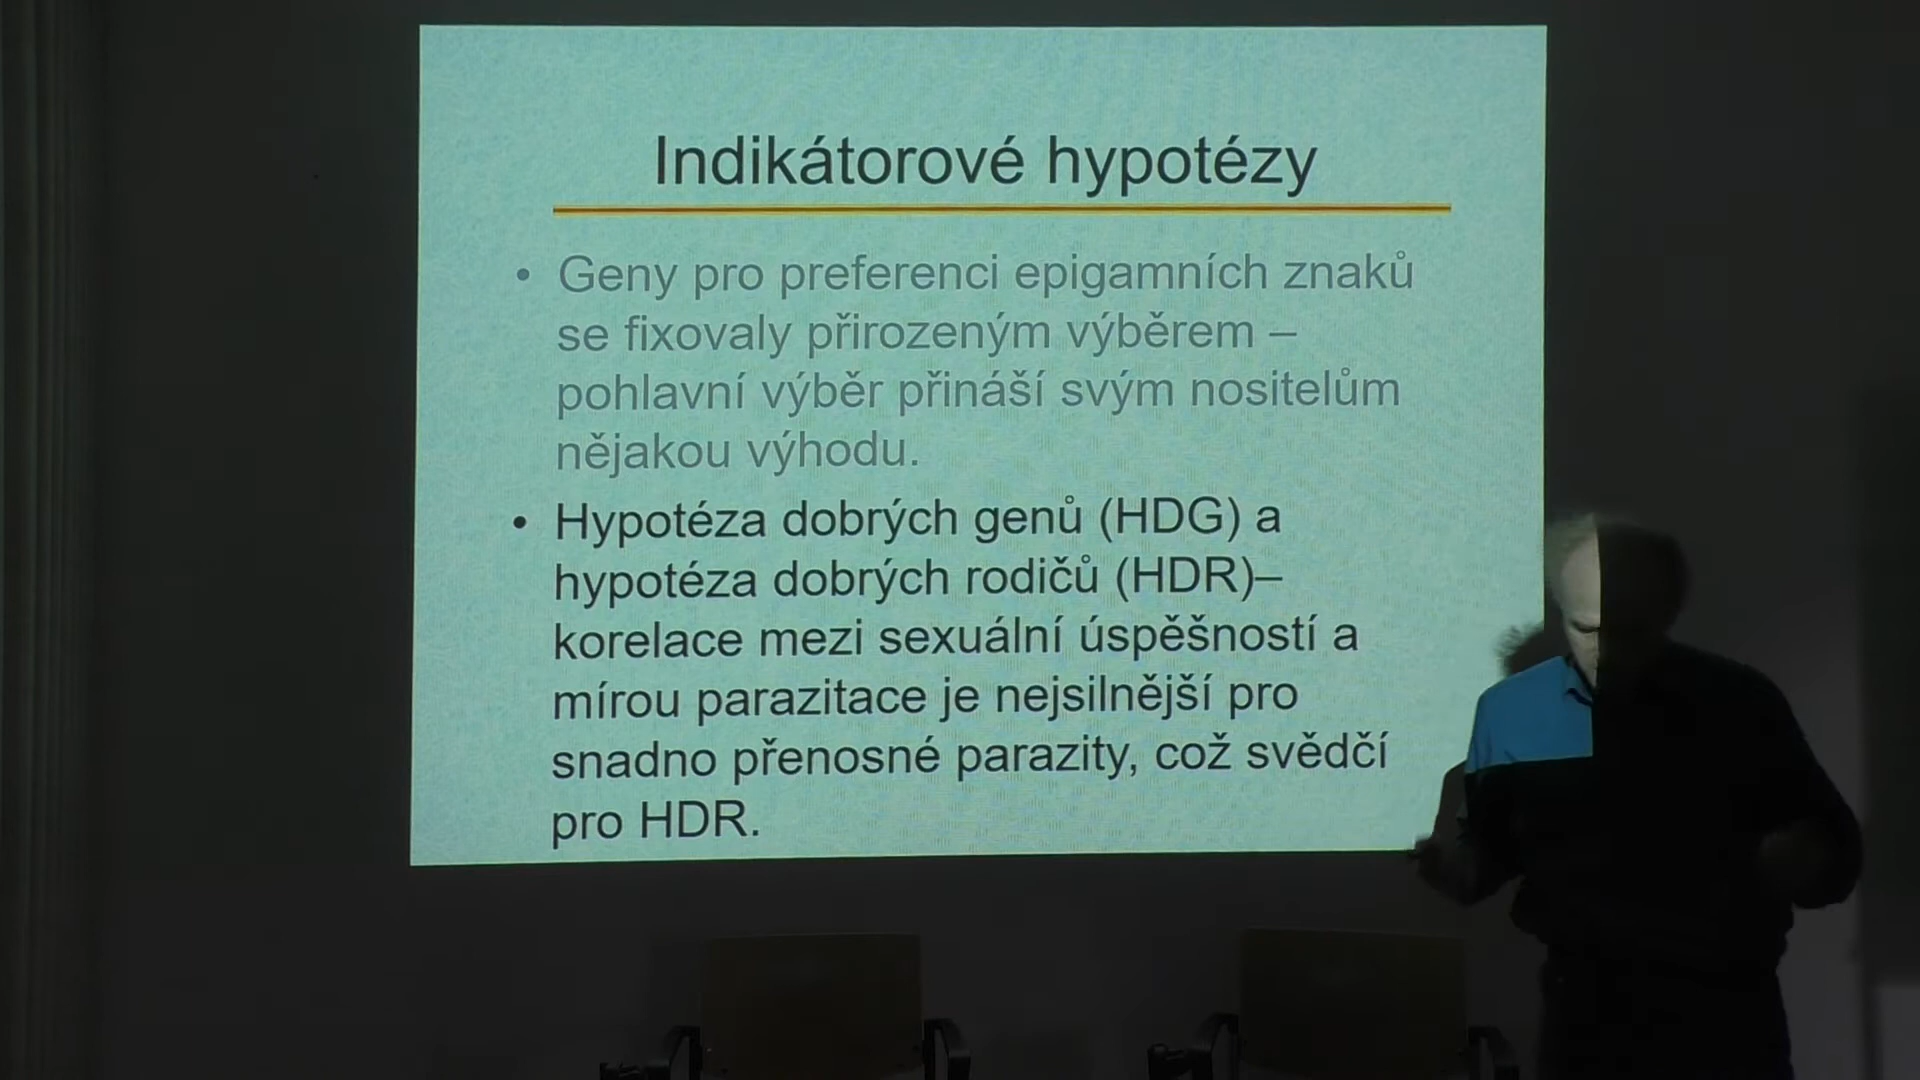 Indikátorové hypotézy
• Geny pro preferenci epigamních znaků
se fixovaly přirozeným výběrem –
pohlavní výběr přináší svým nositelům
nějakou výhodu.
• Hypotéza dobrých genů (HDG) a
hypotéza dobrých rodičů (HDR)–
korelace mezi sexuální úspěšností a
mírou parazitace je nejsilnější pro
snadno přenosné parazity, což svědčí
pro HDR.